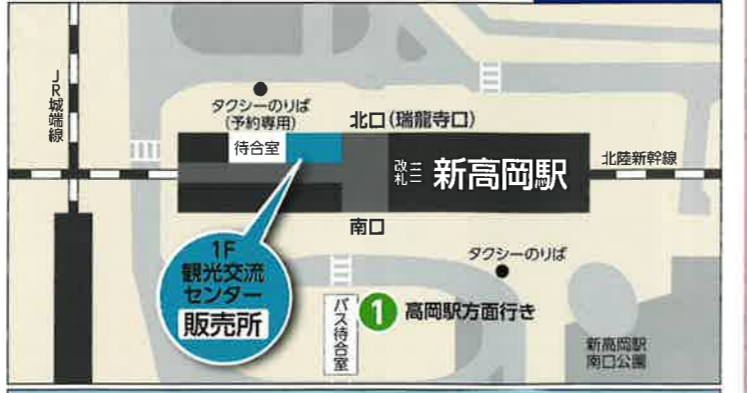 JR城端線
タクシーのりば
(予約専用)
北口(瑞龍寺口)
待合室
改札
新高岡駅
北陸新幹線
南口
1F
観光交流
センター
販売所
タクシーのりば
バス待合室
1
高岡駅方面行き
新高岡駅
南口公園